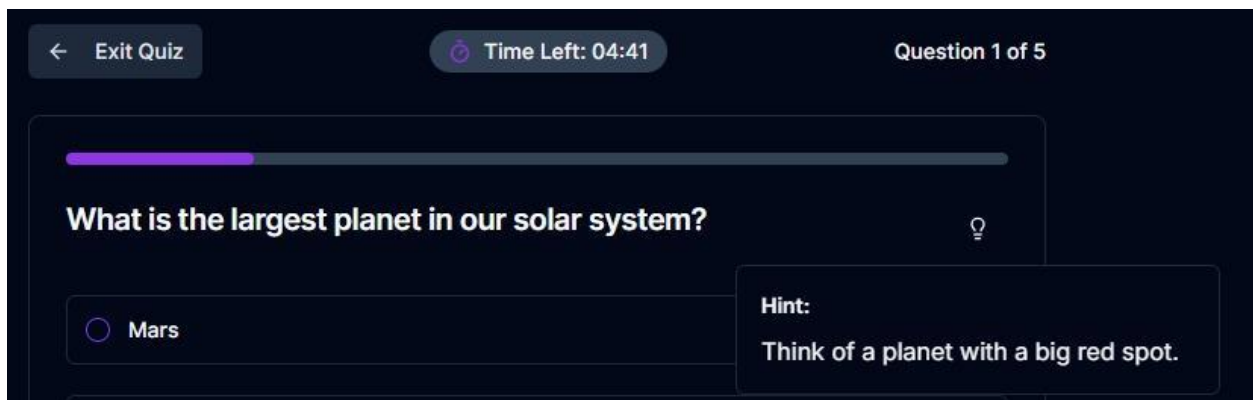 Exit Quiz
Time Left: 04:41
Question 1 of 5
What is the largest planet in our solar system?
Mars
Hint:
Think of a planet with a big red spot.